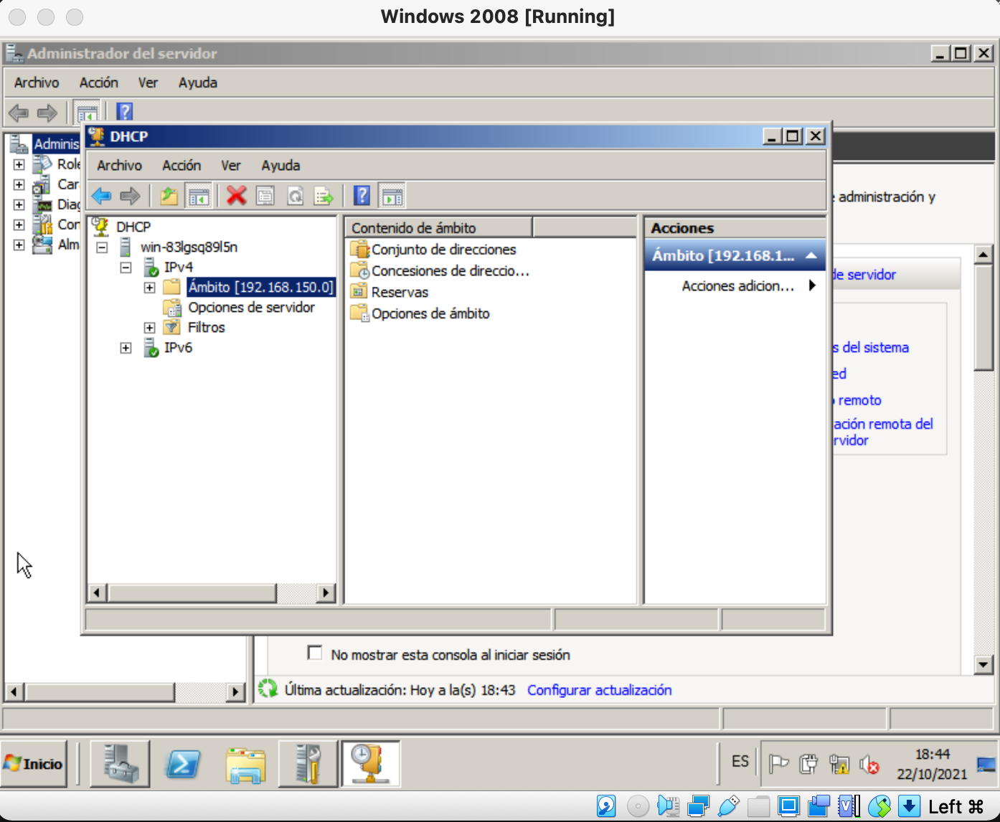 Windows 2008 [Running]
Administrador del servidor
Archivo Acción Ver Ayuda
Adminis
Role
Car
Diag
Con
Alm
DHCP
Archivo Acción Ver Ayuda
DHCP
win-83lgsq89l5n
IPv4
Ámbito [192.168.150.0]
Opciones de servidor
Filtros
IPv6
Contenido de ámbito
Conjunto de direcciones
Concesiones de direccio...
Reservas
Opciones de ámbito
Acciones
Ámbito [192.168.1...
Acciones adicion...
administración y
de servidor
s del sistema
ed
remoto
ación remota del
rvidor
No mostrar esta consola al iniciar sesión
Última actualización: Hoy a la(s) 18:43 Configurar actualización
Inicio
ES
18:44
22/10/2021
Left ⌘